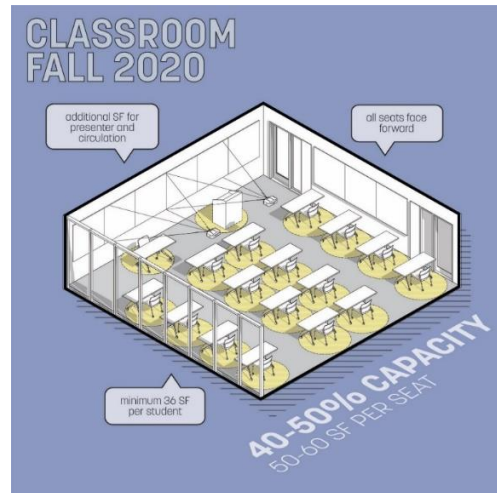 CLASSROOM
FALL 2020
additional SF for
presenter and
circulation
all seats face
forward
minimum 36 SF
per student
40-50% CAPACITY
50-60 SF PER SEAT